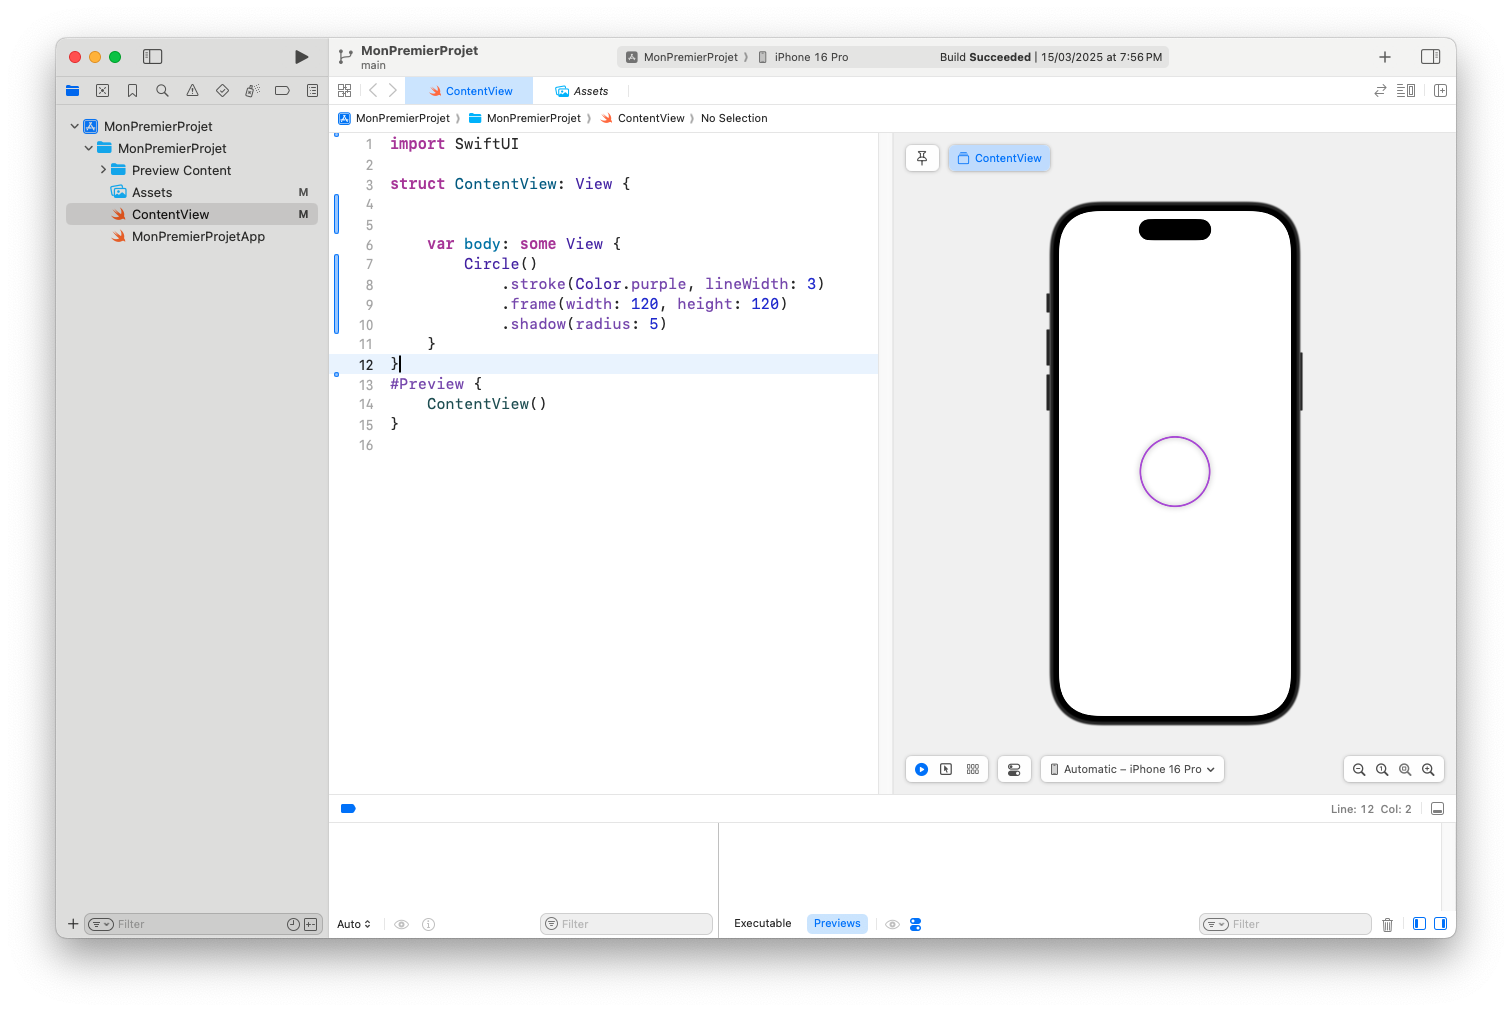 MonPremierProjet
main
MonPremierProjet iPhone 16 Pro Build Succeeded | 15/03/2025 at 7:56 PM
ContentView Assets
MonPremierProjet MonPremierProjet ContentView No Selection
MonPremierProjet
MonPremierProjet
Preview Content
Assets M
ContentView M
MonPremierProjetApp
1 import SwiftUI
2
3 struct ContentView: View {
4
5
6 var body: some View {
7 Circle()
8 .stroke(Color.purple, lineWidth: 3)
9 .frame(width: 120, height: 120)
10 .shadow(radius: 5)
11 }
12 }
13 #Preview {
14 ContentView()
15 }
16
ContentView
Automatic – iPhone 16 Pro
Line: 12 Col: 2
Filter
Auto
Filter
Executable Previews
Filter